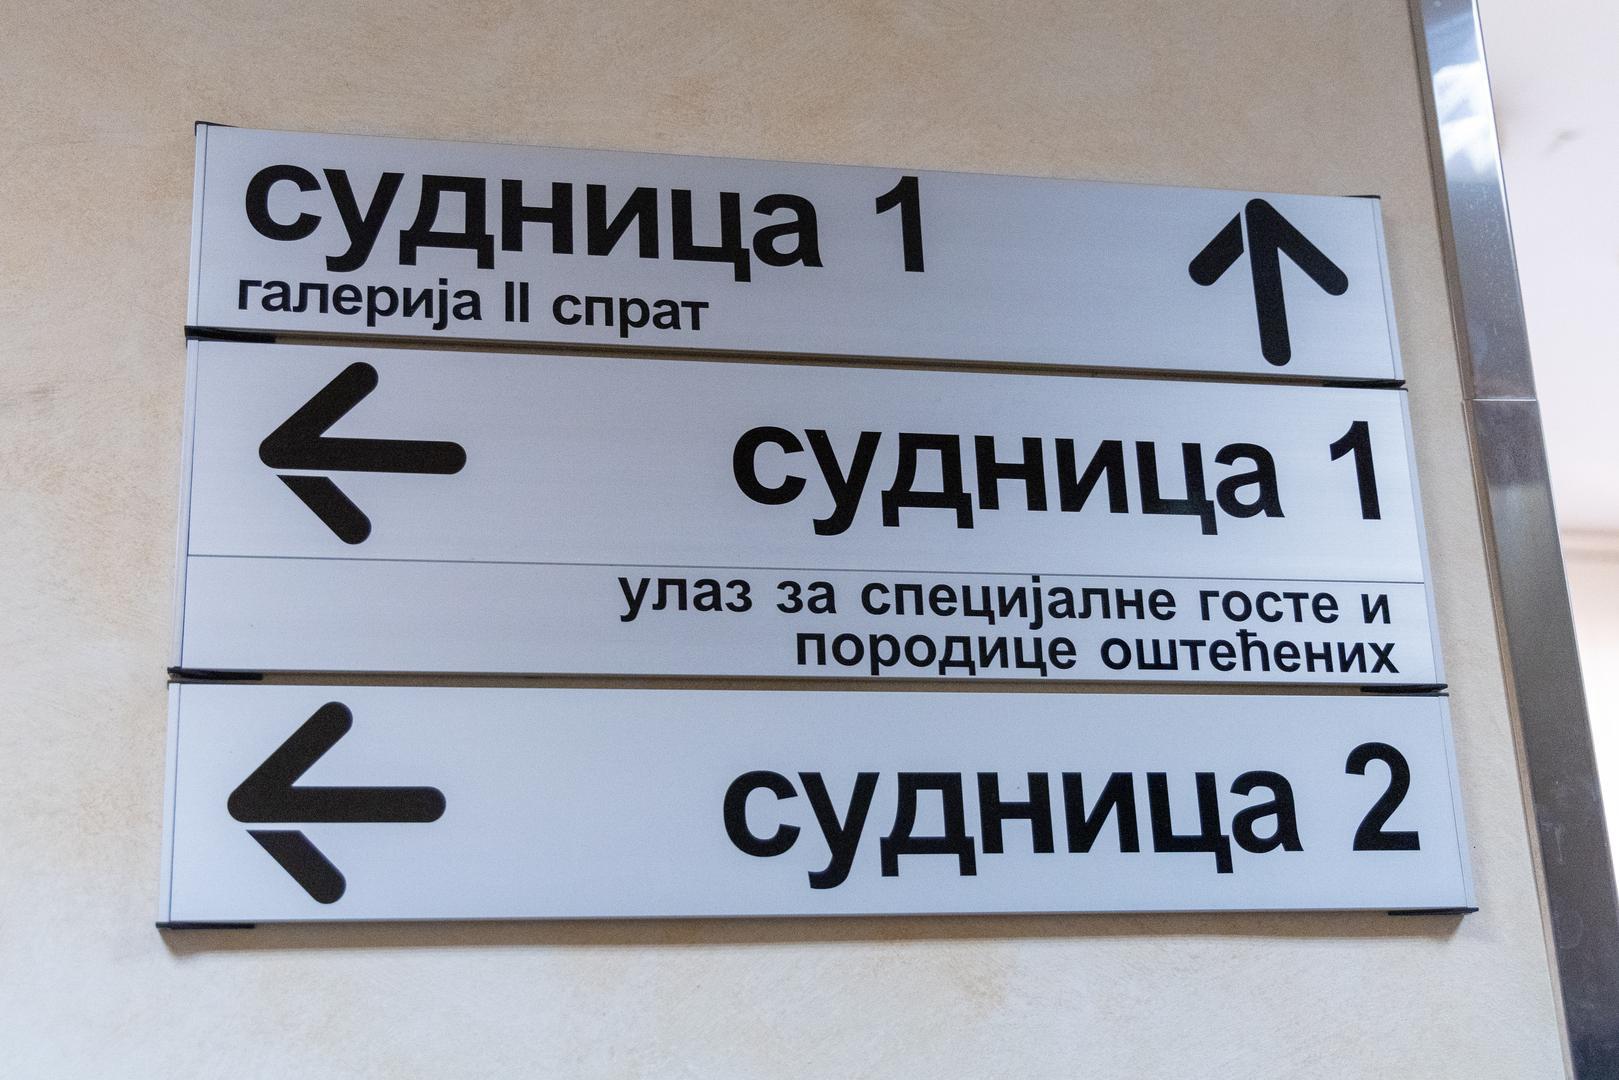 судница 1
галерија II спрат
судница 1
улаз за специјалне госте и
породице оштећених
судница 2